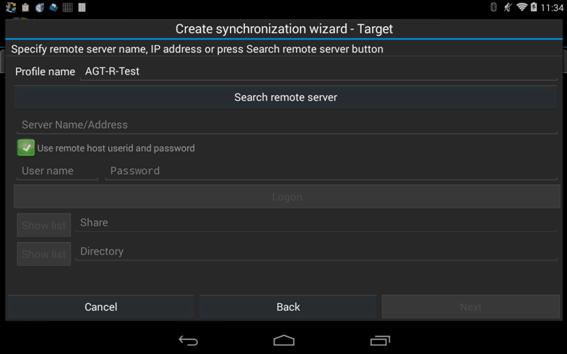 11:34
Create synchronization wizard - Target
Specify remote server name, IP address or press Search remote server button
Profile name AGT-R-Test
Search remote server
Server Name/Address
Use remote host userid and password
User name Password
Logon
Show list Share
Show list Directory
Cancel Back Next